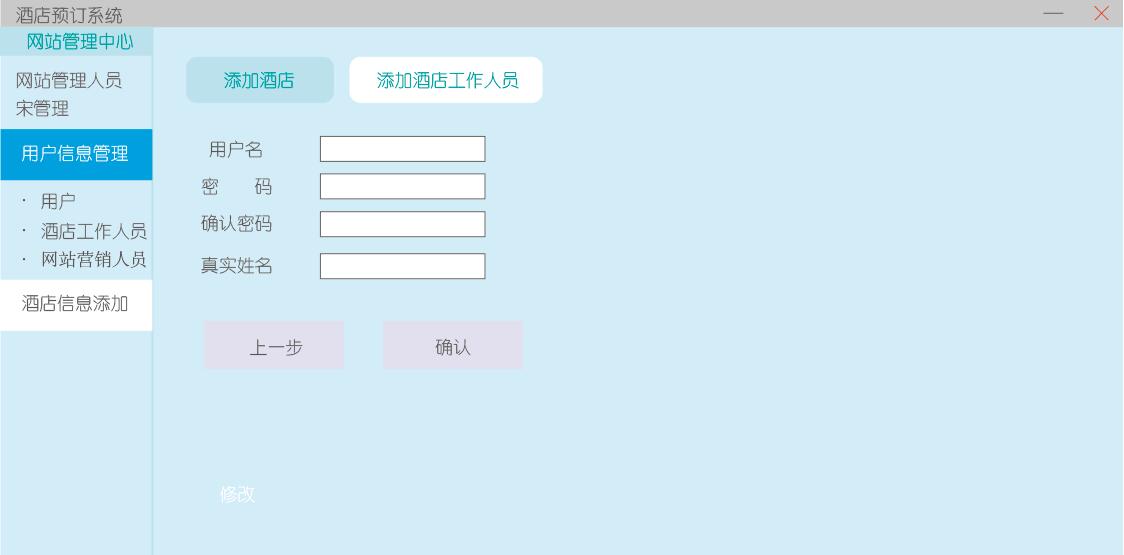 酒店预订系统
网站管理中心
网站管理人员
宋管理
用户信息管理
· 用户
· 酒店工作人员
· 网站营销人员
酒店信息添加
添加酒店 添加酒店工作人员
用户名
密 码
确认密码
真实姓名
上一步 确认
修改